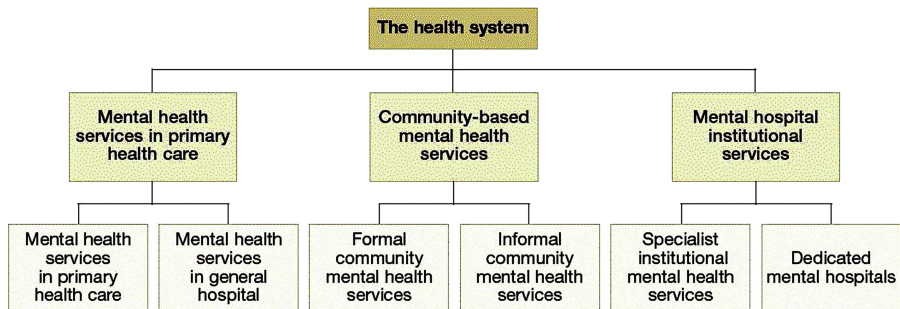 The health system
Mental health
services in primary
health care
Community-based
mental health
services
Mental hospital
institutional
services
Mental health
services
in primary
health care
Mental health
services
in general
hospital
Formal
community
mental health
services
Informal
community
mental health
services
Specialist
institutional
mental health
services
Dedicated
mental hospitals